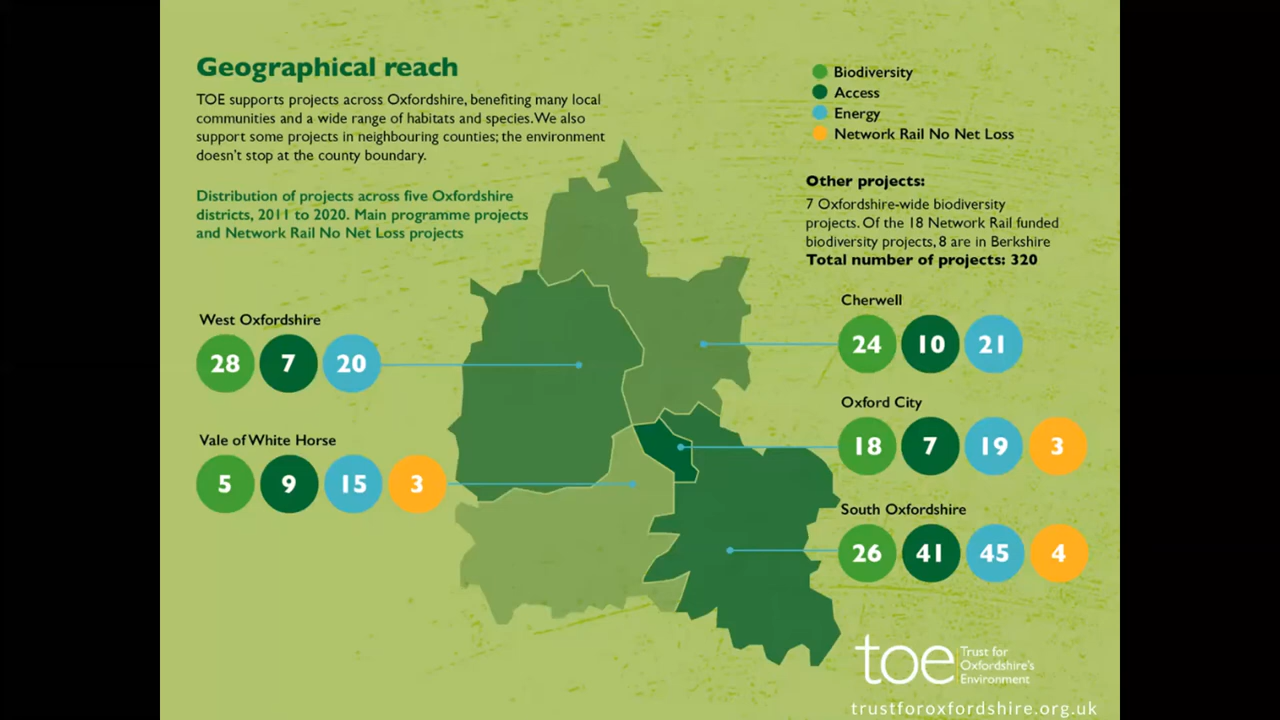 Geographical reach
TOE supports projects across Oxfordshire, benefiting many local
communities and a wide range of habitats and species. We also
support some projects in neighbouring counties; the environment
doesn't stop at the county boundary.
Distribution of projects across five Oxfordshire
districts, 2011 to 2020. Main programme projects
and Network Rail No Net Loss projects
Biodiversity
Access
Energy
Network Rail No Net Loss
Other projects:
7 Oxfordshire-wide biodiversity
projects. Of the 18 Network Rail funded
biodiversity projects, 8 are in Berkshire
Total number of projects: 320
West Oxfordshire
28 7 20
Vale of White Horse
5 9 15 3
Cherwell
24 10 21
Oxford City
18 7 19 3
South Oxfordshire
26 41 45 4
toe Trust for
Oxfordshire's
Environment
trustforoxfordshire.org.uk